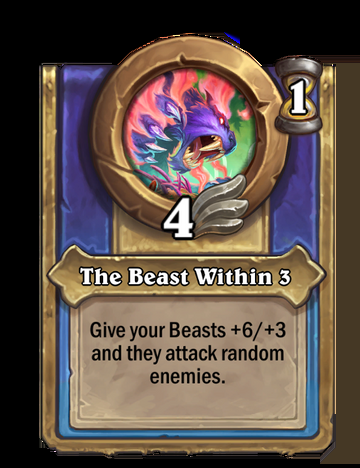 1
4
The Beast Within 3
Give your Beasts +6/+3
and they attack random
enemies.